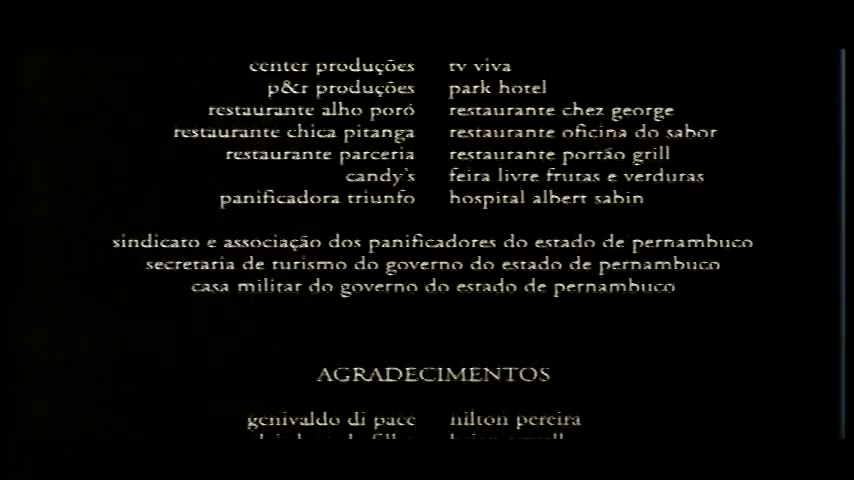 center produções tv viva
p&r produções park hotel
restaurante alho poró restaurante chez george
restaurante chica pitanga restaurante oficina do sabor
restaurante parceria restaurante portão grill
candy's feira livre frutas e verduras
panificadora triunfo hospital albert sabin
sindicato e associação dos panificadores do estado de pernambuco
secretaria de turismo do governo do estado de pernambuco
casa militar do governo do estado de pernambuco
AGRADECIMENTOS
genivaldo di pace nilton pereira